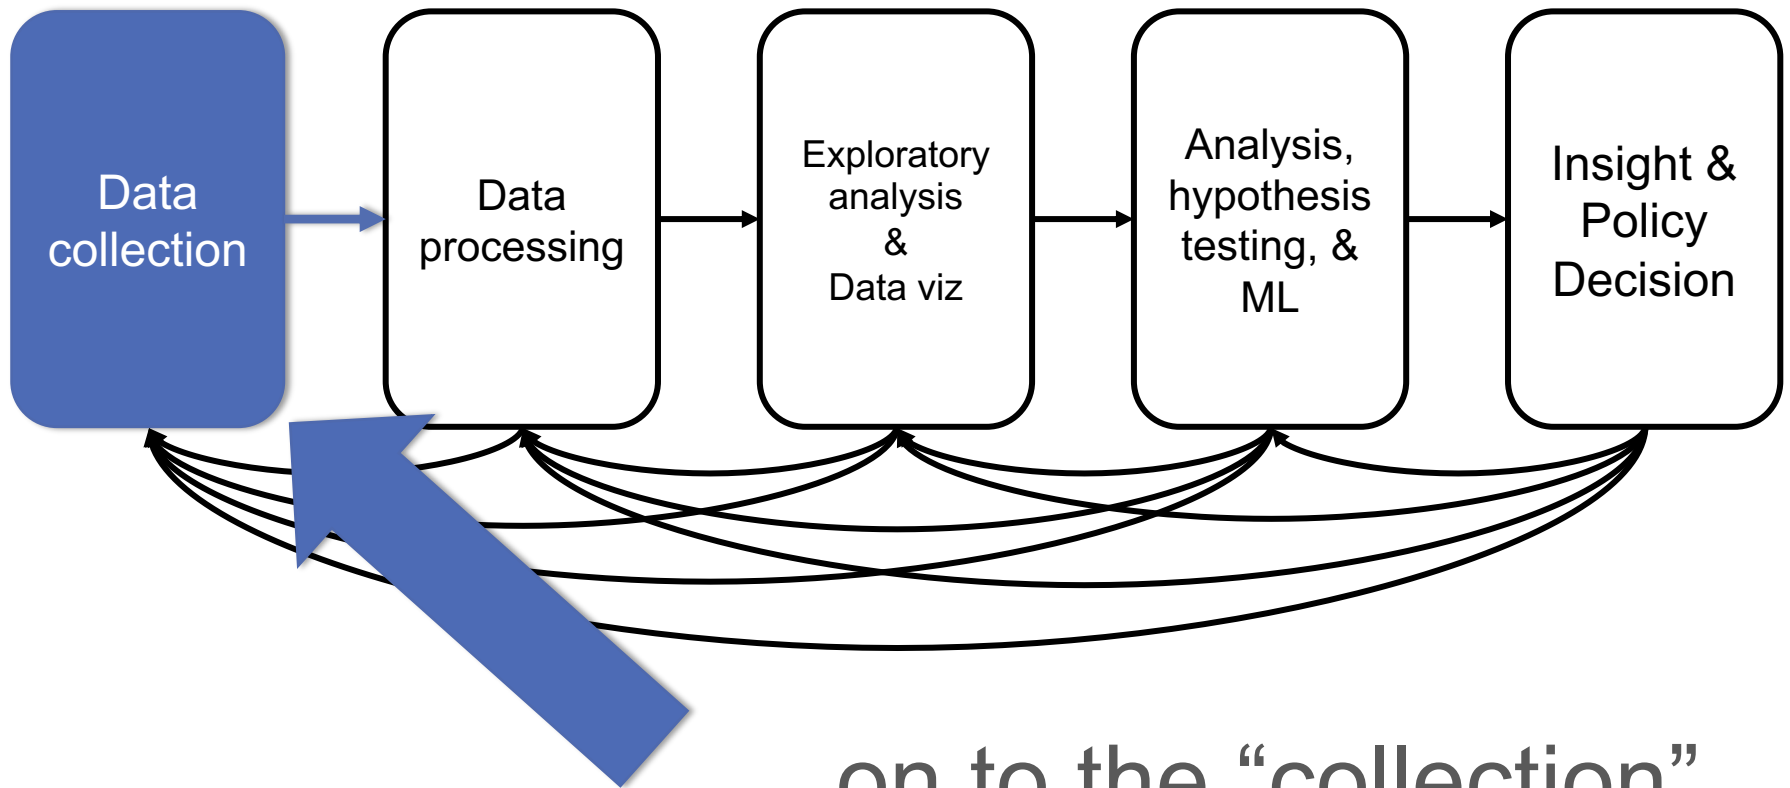 Data
collection
Data
processing
Exploratory
analysis
&
Data viz
Analysis,
hypothesis
testing, &
ML
Insight &
Policy
Decision
on to the “collection”